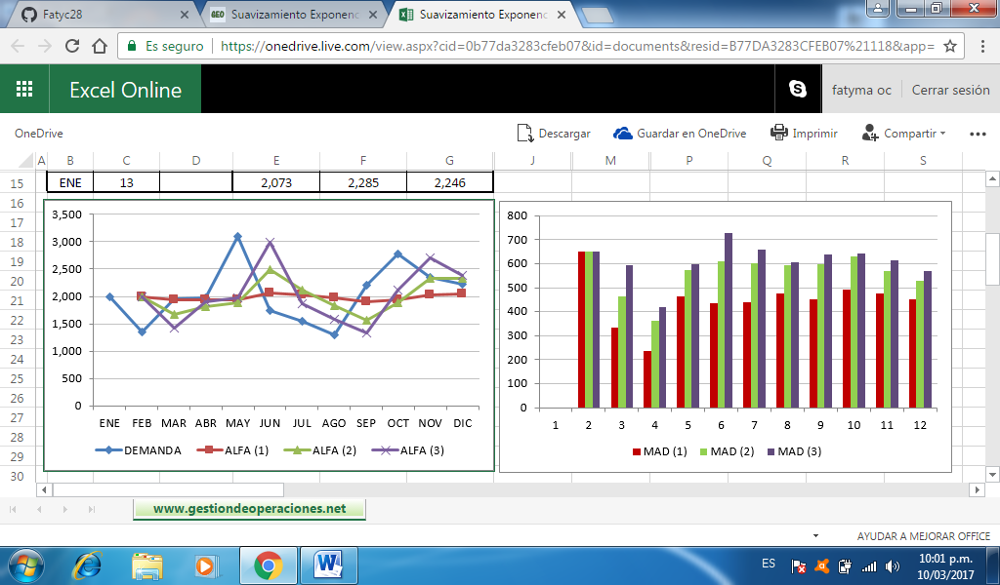 Fatyc28
GEO Suavizamiento Exponenc
Suavizamiento Exponenc
Es seguro https://onedrive.live.com/view.aspx?cid=0b77da3283cfeb07&id=documents&resid=B77DA3283CFEB07%21118&app=
Excel Online
fatyma oc Cerrar sesión
OneDrive Descargar Guardar en OneDrive Imprimir Compartir
A B C D E F G J M P Q R S
15 ENE 13 2,073 2,285 2,246
16
17
18
19
20
21
22
23
24
25
26
27
28
29
30
3,500
3,000
2,500
2,000
1,500
1,000
500
0
ENE FEB MAR ABR MAY JUN JUL AGO SEP OCT NOV DIC
DEMANDA ALFA (1) ALFA (2) ALFA (3)
800
700
600
500
400
300
200
100
0
1 2 3 4 5 6 7 8 9 10 11 12
MAD (1) MAD (2) MAD (3)
www.gestiondeoperaciones.net
AYUDAR A MEJORAR OFFICE
ES
10:01 p.m.
10/03/2017